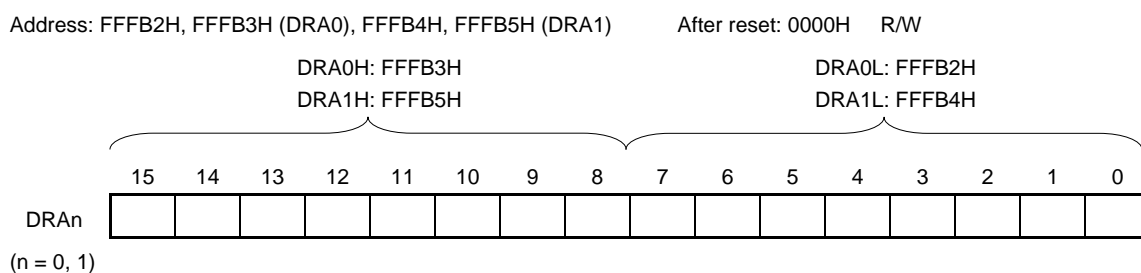 Address: FFFB2H, FFFB3H (DRA0), FFFB4H, FFFB5H (DRA1) After reset: 0000H R/W
DRA0H: FFFB3H DRA0L: FFFB2H
DRA1H: FFFB5H DRA1L: FFFB4H
15 14 13 12 11 10 9 8 7 6 5 4 3 2 1 0
DRAn
(n = 0, 1)